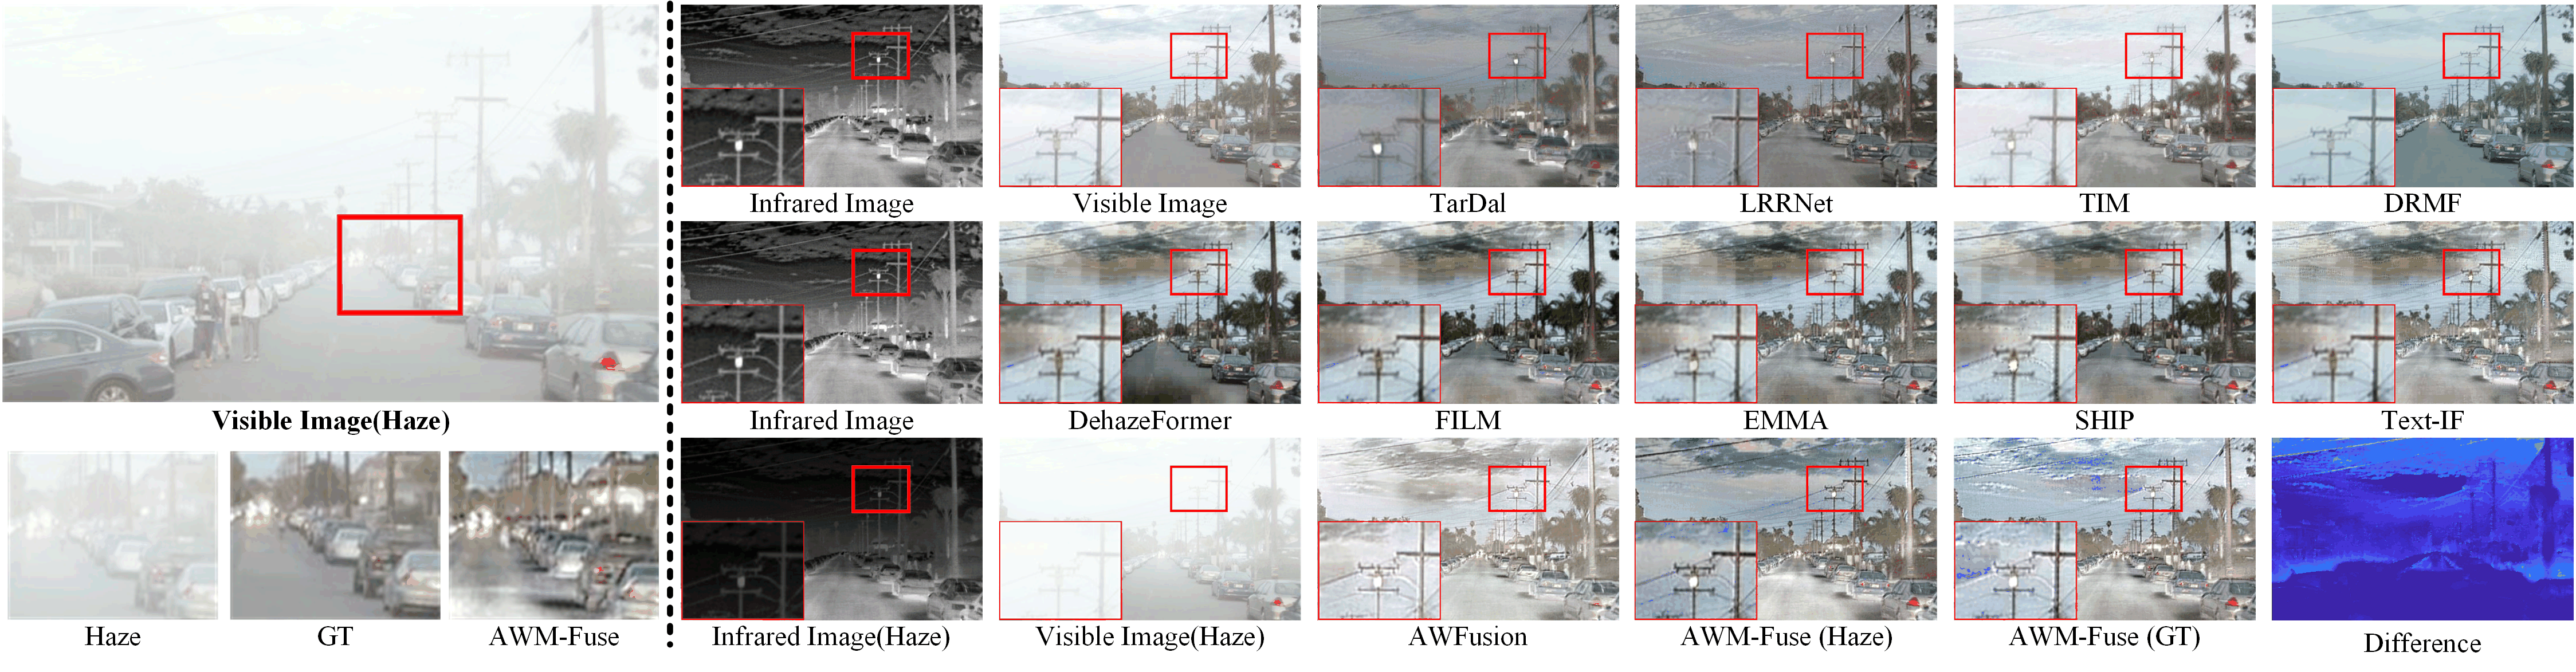 Visible Image(Haze)
Haze
GT
AWM-Fuse
Infrared Image
Visible Image
TarDal
LRRNet
TIM
DRMF
Infrared Image
DehazeFormer
FILM
EMMA
SHIP
Text-IF
Infrared Image(Haze)
Visible Image(Haze)
AWFusion
AWM-Fuse (Haze)
AWM-Fuse (GT)
Difference